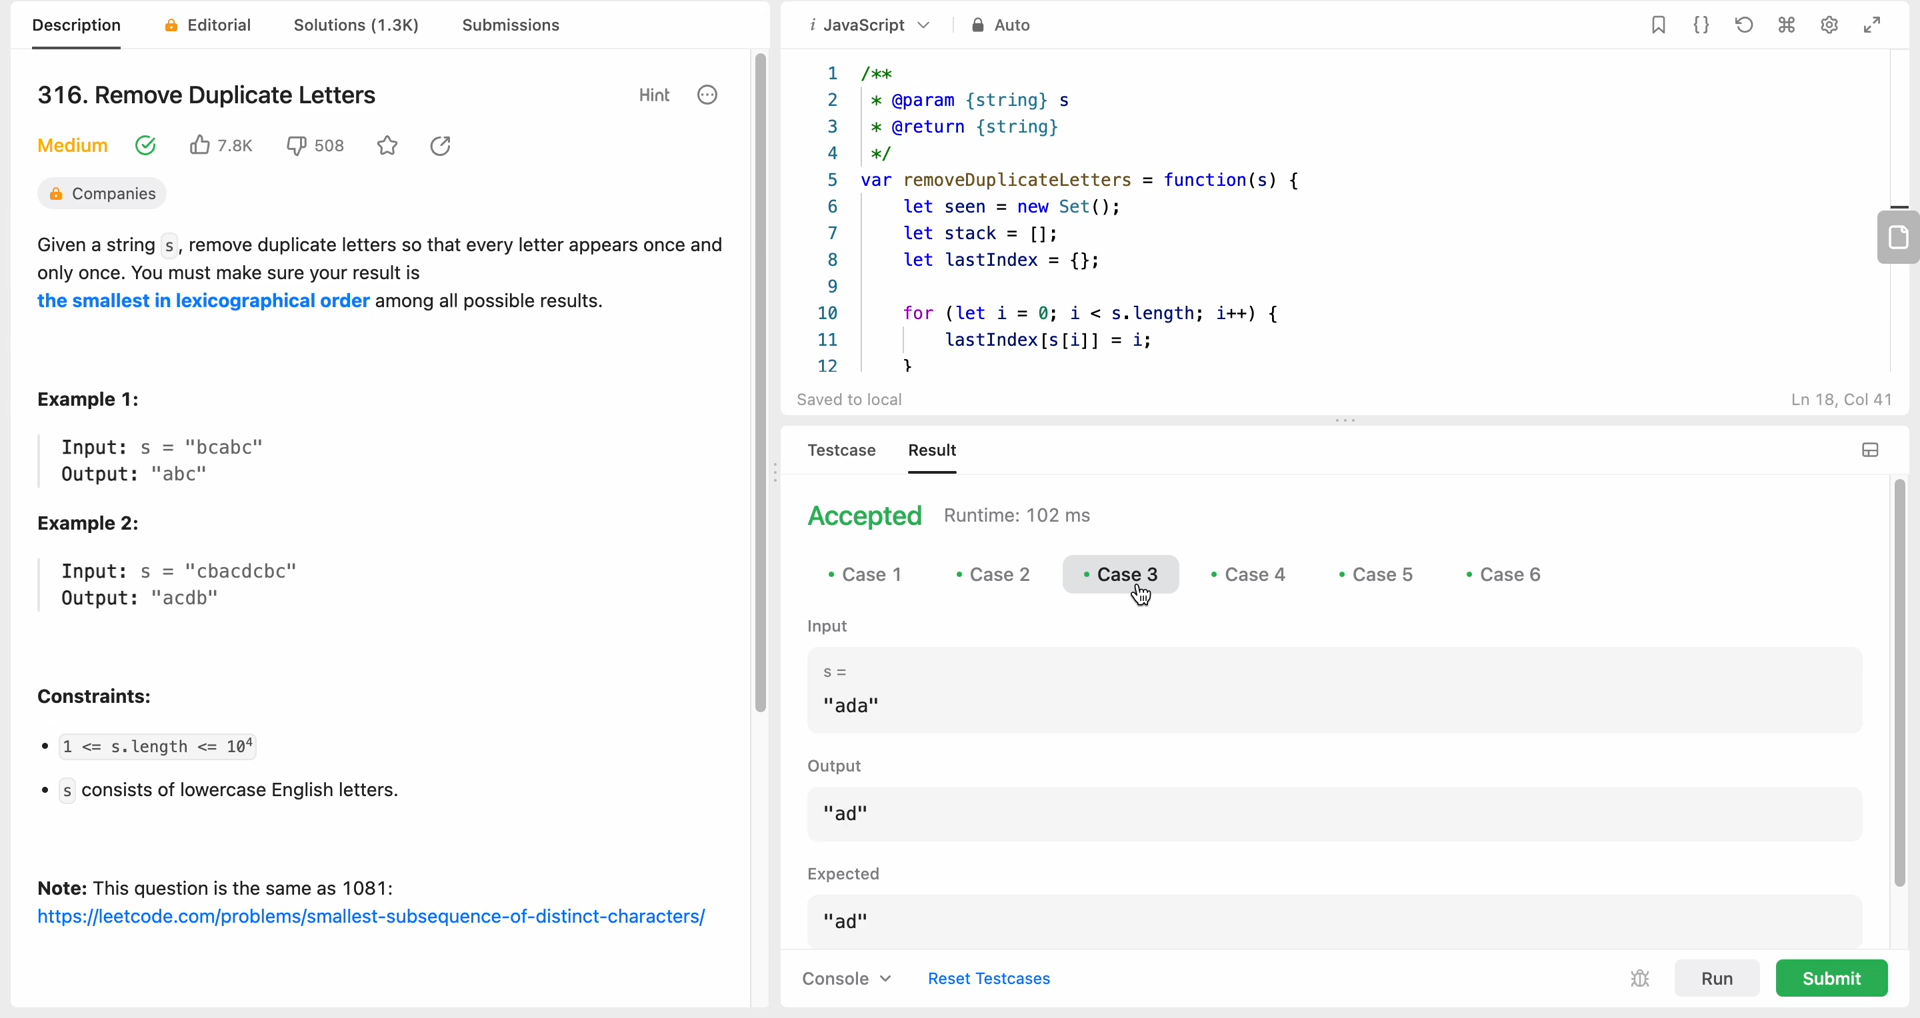 Description Editorial Solutions (1.3K) Submissions
316. Remove Duplicate Letters Hint
Medium 7.8K 508
Companies
Given a string s, remove duplicate letters so that every letter appears once and
only once. You must make sure your result is
the smallest in lexicographical order among all possible results.
Example 1:
Input: s = "bcabc"
Output: "abc"
Example 2:
Input: s = "cbacdcbc"
Output: "acdb"
Constraints:
• 1 <= s.length <= 10⁴
• s consists of lowercase English letters.
Note: This question is the same as 1081:
https://leetcode.com/problems/smallest-subsequence-of-distinct-characters/
i JavaScript Auto {}
1 /**
2 * @param {string} s
3 * @return {string}
4 */
5 var removeDuplicateLetters = function(s) {
6 let seen = new Set();
7 let stack = [];
8 let lastIndex = {};
9
10 for (let i = 0; i < s.length; i++) {
11 lastIndex[s[i]] = i;
12 }
Saved to local Ln 18, Col 41
Testcase Result
Accepted Runtime: 102 ms
• Case 1 • Case 2 • Case 3 • Case 4 • Case 5 • Case 6
Input
s =
"ada"
Output
"ad"
Expected
"ad"
Console Reset Testcases Run Submit